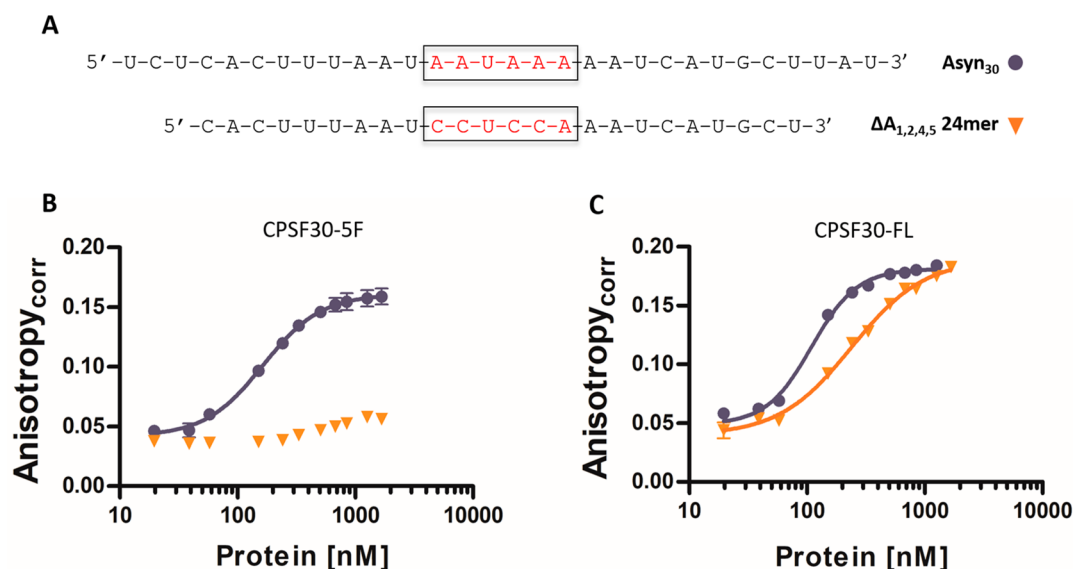 A
5' -U-C-U-C-A-C-U-U-U-A-A-U-A-A-U-A-A-A-A-A-U-C-A-U-G-C-U-U-A-U-3' Asyn30
5' -C-A-C-U-U-U-A-A-U-C-C-U-C-C-A-A-A-U-C-A-U-G-C-U-3' ΔA1,2,4,5 24mer
B
CPSF30-5F
0.20
0.15
0.10
0.05
0.00
Anisotropycorr
10 100 1000 10000
Protein [nM]
C
CPSF30-FL
0.20
0.15
0.10
0.05
0.00
Anisotropycorr
10 100 1000 10000
Protein [nM]